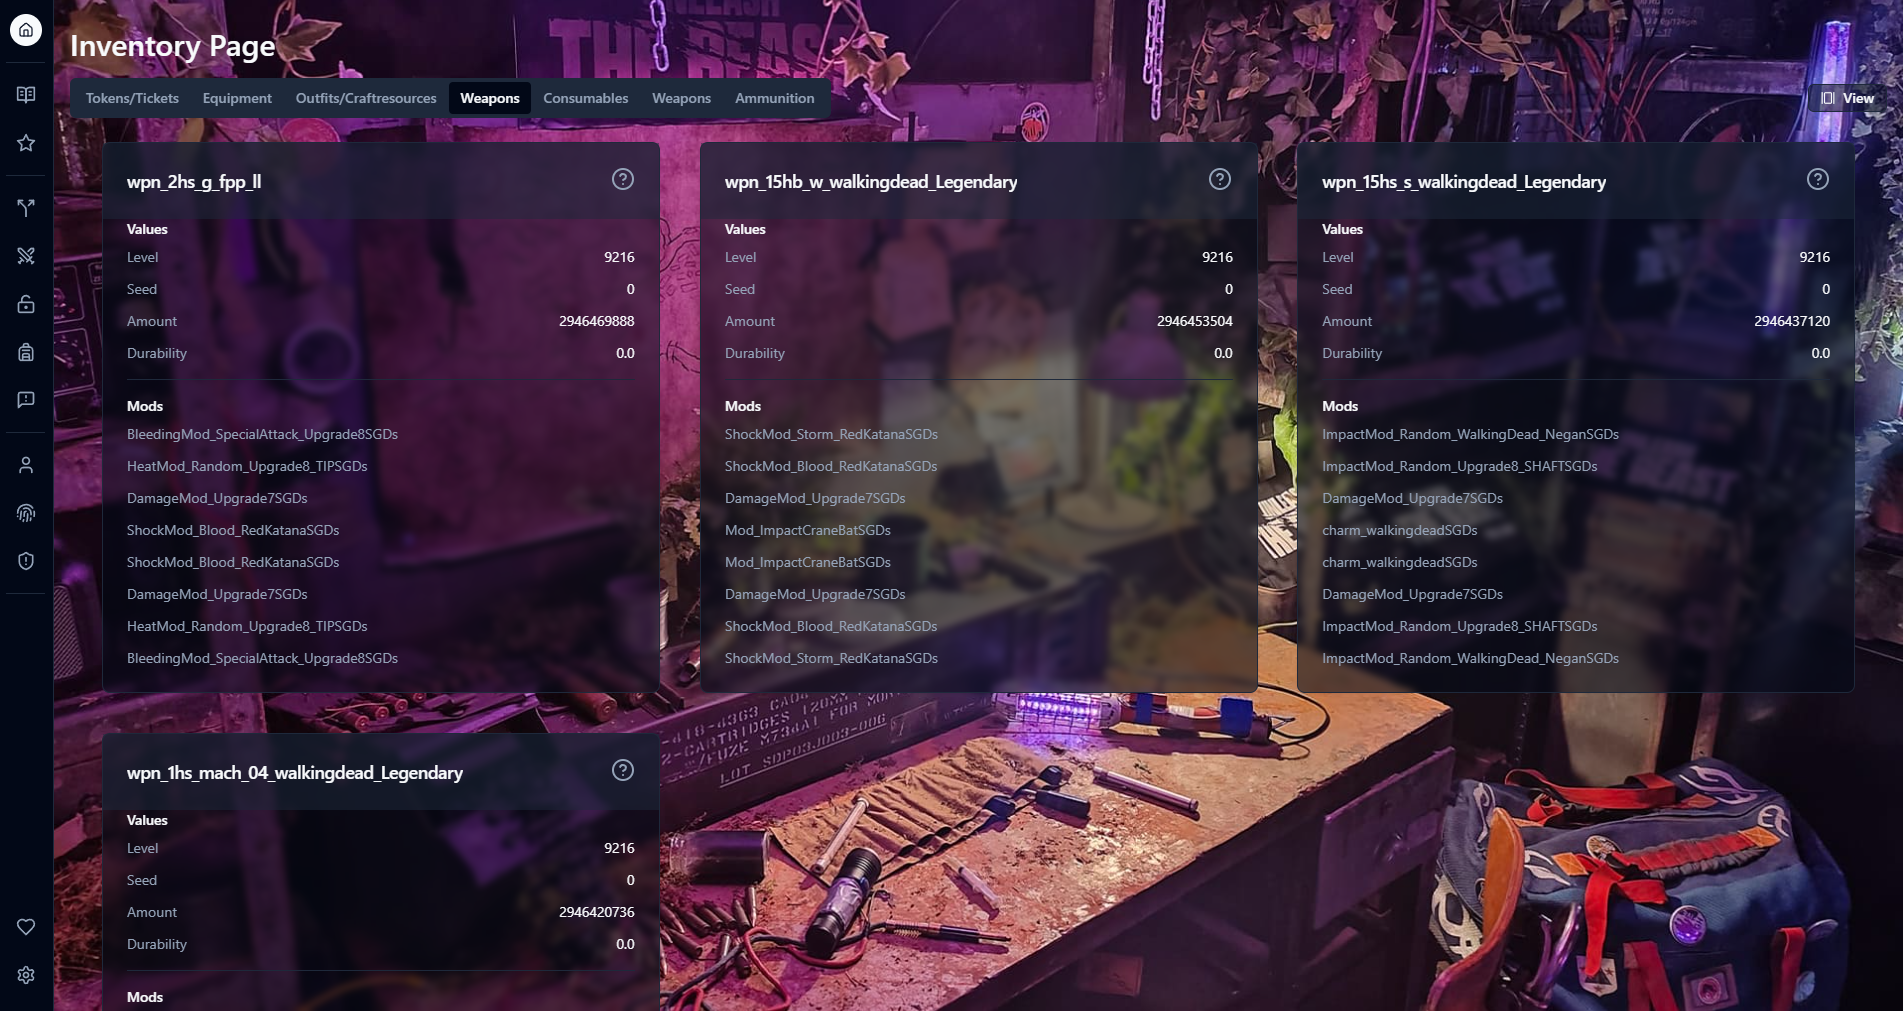 UNLEASH
THE BEAST
Inventory Page
Tokens/Tickets Equipment Outfits/Craftresources Weapons Consumables Weapons Ammunition
View
wpn_2hs_g_fpp_ll
Values
Level 9216
Seed 0
Amount 2946469888
Durability 0.0
Mods
BleedingMod_SpecialAttack_Upgrade8SGDs
HeatMod_Random_Upgrade8_TIPSGDs
DamageMod_Upgrade7SGDs
ShockMod_Blood_RedKatanaSGDs
ShockMod_Blood_RedKatanaSGDs
DamageMod_Upgrade7SGDs
HeatMod_Random_Upgrade8_TIPSGDs
BleedingMod_SpecialAttack_Upgrade8SGDs
wpn_15hb_w_walkingdead_Legendary
Values
Level 9216
Seed 0
Amount 2946453504
Durability 0.0
Mods
ShockMod_Storm_RedKatanaSGDs
ShockMod_Blood_RedKatanaSGDs
DamageMod_Upgrade7SGDs
Mod_ImpactCraneBatSGDs
Mod_ImpactCraneBatSGDs
DamageMod_Upgrade7SGDs
ShockMod_Blood_RedKatanaSGDs
ShockMod_Storm_RedKatanaSGDs
wpn_15hs_s_walkingdead_Legendary
Values
Level 9216
Seed 0
Amount 2946437120
Durability 0.0
Mods
ImpactMod_Random_WalkingDead_NeganSGDs
ImpactMod_Random_Upgrade8_SHAFTSGDs
DamageMod_Upgrade7SGDs
charm_walkingdeadSGDs
charm_walkingdeadSGDs
DamageMod_Upgrade7SGDs
ImpactMod_Random_Upgrade8_SHAFTSGDs
ImpactMod_Random_WalkingDead_NeganSGDs
wpn_1hs_mach_04_walkingdead_Legendary
Values
Level 9216
Seed 0
Amount 2946420736
Durability 0.0
Mods